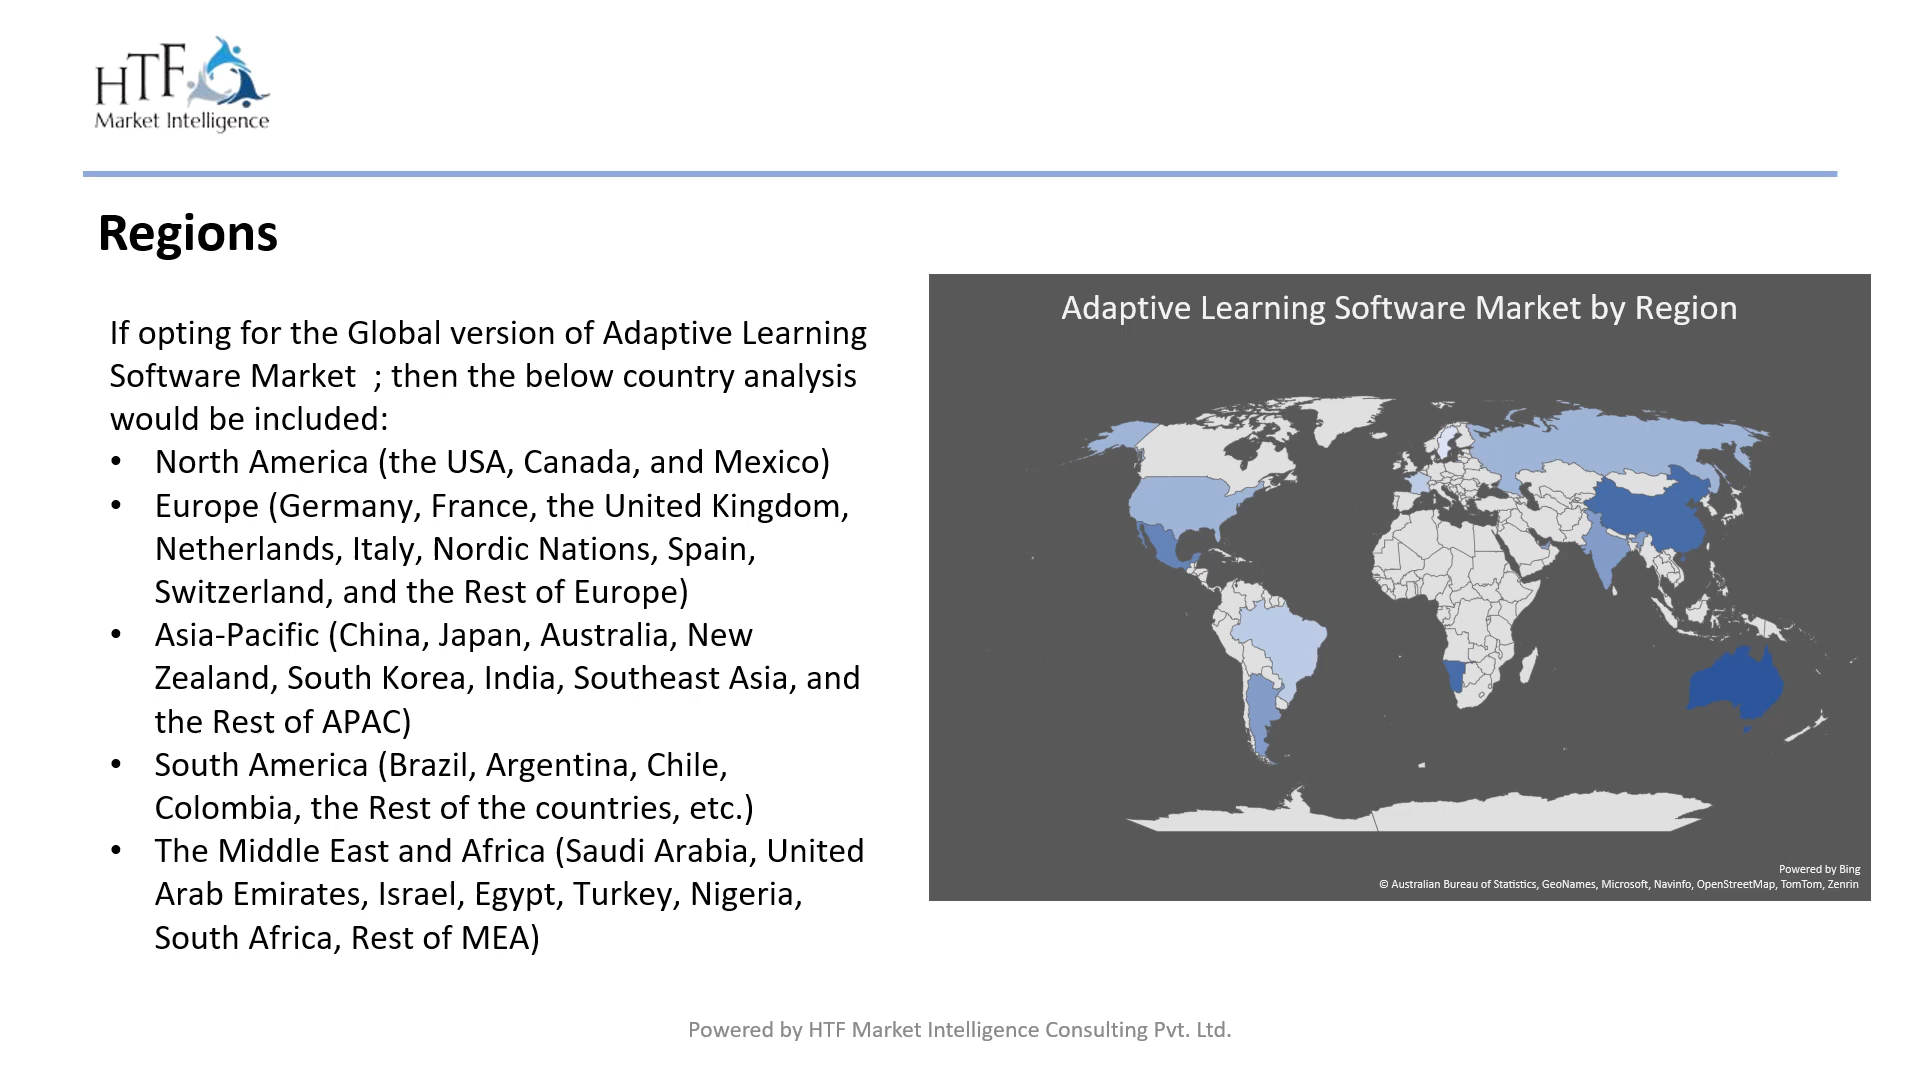 HTF
Market Intelligence
Regions
If opting for the Global version of Adaptive Learning
Software Market  ; then the below country analysis
would be included:
• North America (the USA, Canada, and Mexico)
• Europe (Germany, France, the United Kingdom,
Netherlands, Italy, Nordic Nations, Spain,
Switzerland, and the Rest of Europe)
• Asia-Pacific (China, Japan, Australia, New
Zealand, South Korea, India, Southeast Asia, and
the Rest of APAC)
• South America (Brazil, Argentina, Chile,
Colombia, the Rest of the countries, etc.)
• The Middle East and Africa (Saudi Arabia, United
Arab Emirates, Israel, Egypt, Turkey, Nigeria,
South Africa, Rest of MEA)
Adaptive Learning Software Market by Region
Powered by Bing
© Australian Bureau of Statistics, GeoNames, Microsoft, Navinfo, OpenStreetMap, TomTom, Zenrin
Powered by HTF Market Intelligence Consulting Pvt. Ltd.